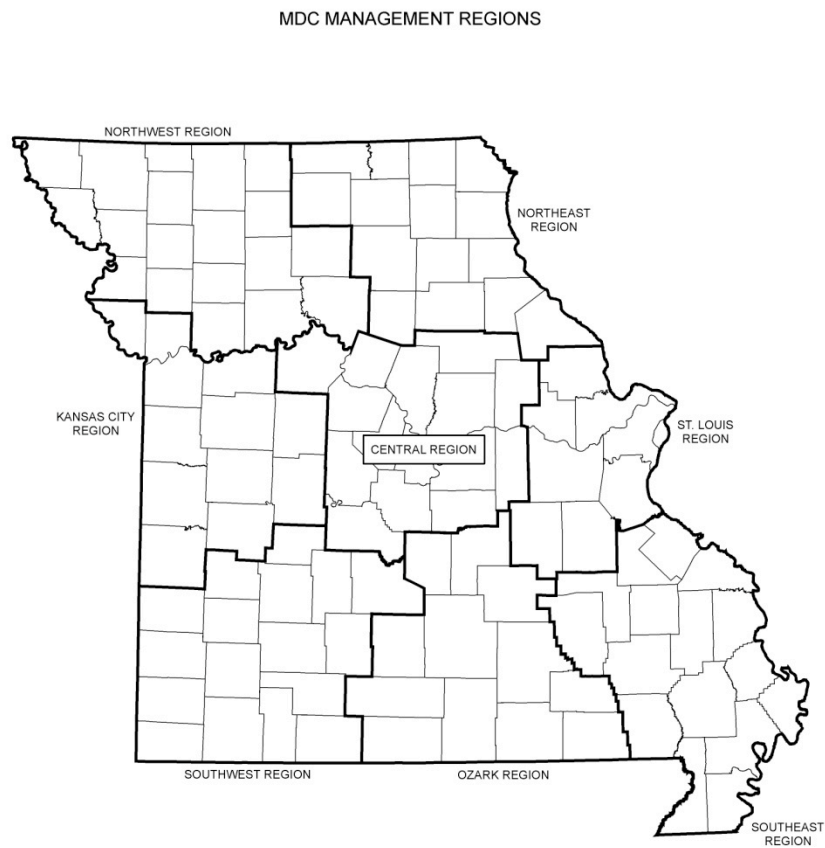 MDC MANAGEMENT REGIONS
NORTHWEST REGION
NORTHEAST
REGION
KANSAS CITY
REGION
ST. LOUIS
REGION
CENTRAL REGION
SOUTHWEST REGION
OZARK REGION
SOUTHEAST
REGION